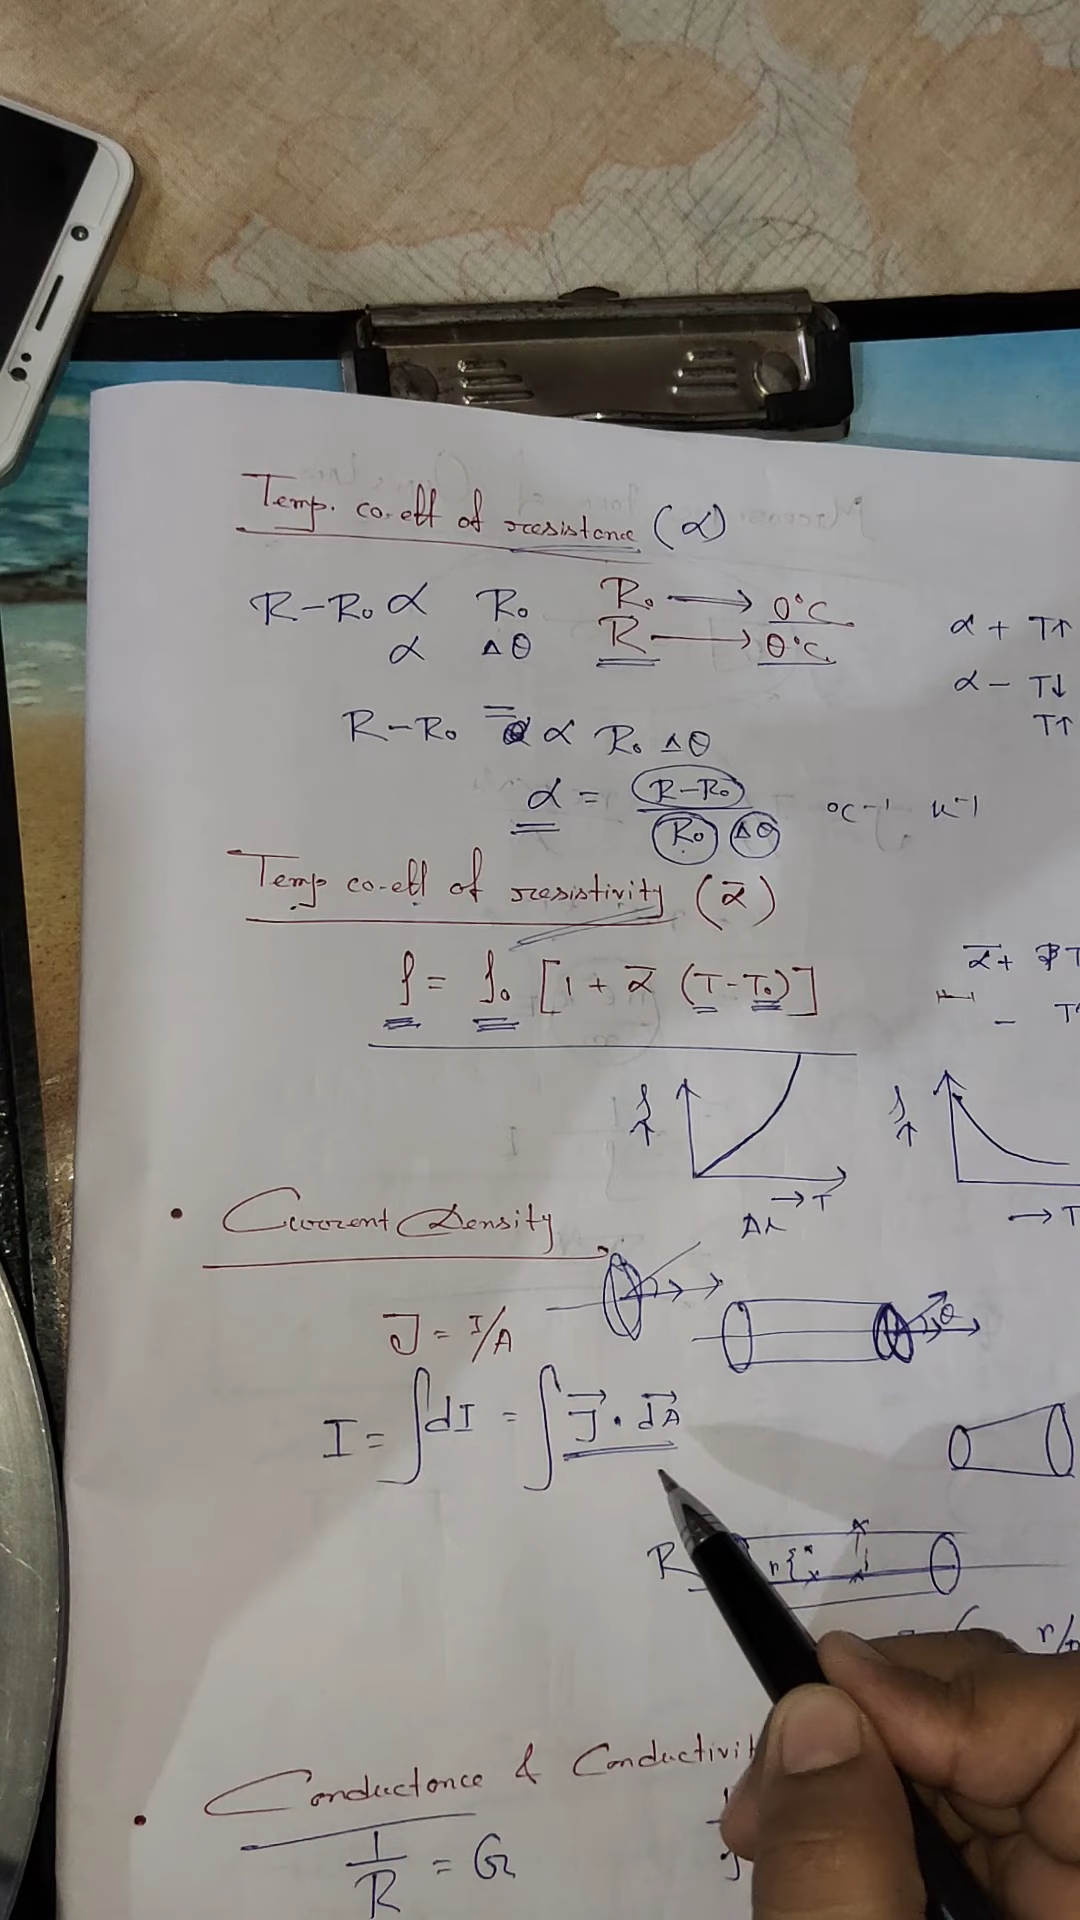 Temp. co-eff of resistance (α)
R-R₀ α R₀ R₀ → 0°C
α Δθ R → θ°C
α + T↑
α - T↓
T↑
R-R₀ = α R₀ Δθ
α = (R-R₀)/(R₀ Δθ) °C⁻¹ K⁻¹
Temp co-eff of resistivity (ᾱ)
ρ = ρ₀ [1 + ᾱ (T-T₀)]
ᾱ +
- T↑
ρ↑ → T
ρ↑ → T
• Current Density
J = I/A
θ
I = ∫dI = ∫J⃗ · dA⃗
R r
• Conductance & Conductivit
1/R = G